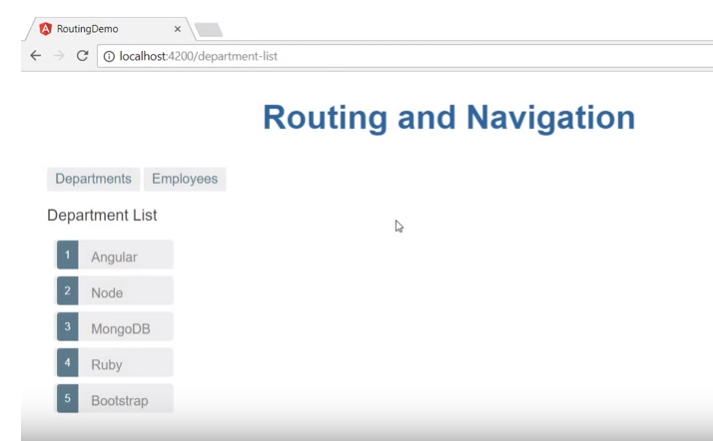 RoutingDemo
localhost:4200/department-list
Routing and Navigation
Departments Employees
Department List
1 Angular
2 Node
3 MongoDB
4 Ruby
5 Bootstrap